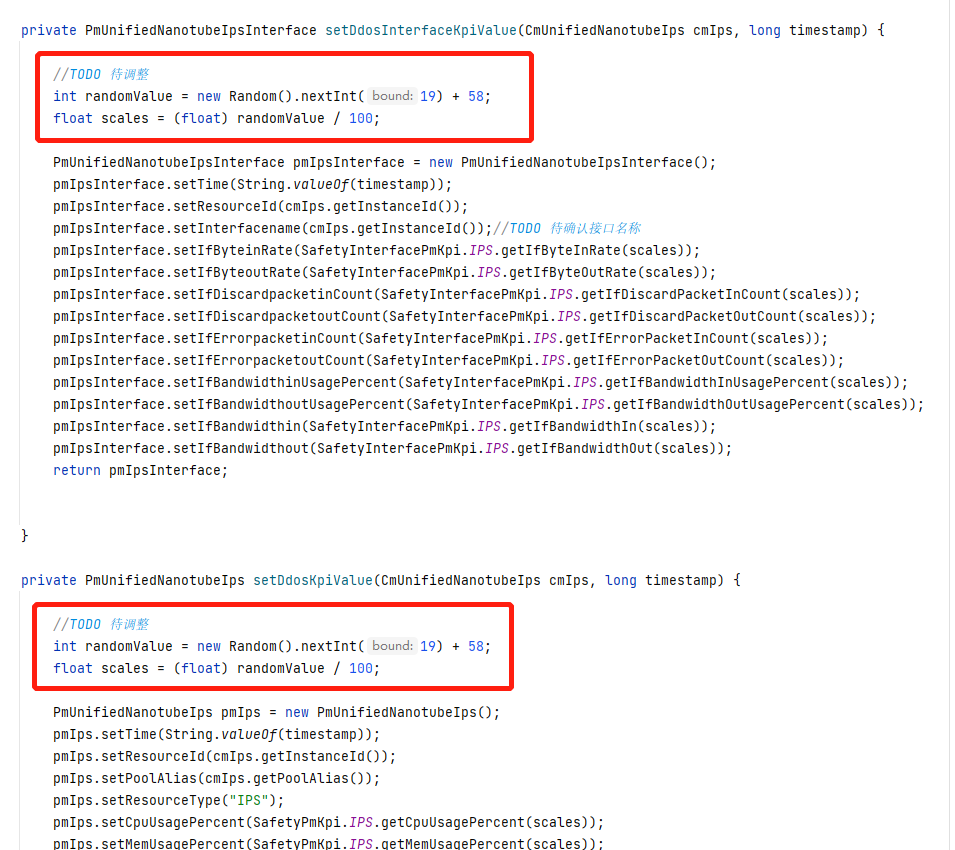 private PmUnifiedNanotubeIpsInterface setDdosInterfaceKpiValue(CmUnifiedNanotubeIps cmIps, long timestamp) {
//TODO 待调整
int randomValue = new Random().nextInt( bound: 19) + 58;
float scales = (float) randomValue / 100;
PmUnifiedNanotubeIpsInterface pmIpsInterface = new PmUnifiedNanotubeIpsInterface();
pmIpsInterface.setTime(String.valueOf(timestamp));
pmIpsInterface.setResourceId(cmIps.getInstanceId());
pmIpsInterface.setInterfacename(cmIps.getInstanceId());//TODO 待确认接口名称
pmIpsInterface.setIfByteinRate(SafetyInterfacePmKpi.IPS.getIfByteInRate(scales));
pmIpsInterface.setIfByteoutRate(SafetyInterfacePmKpi.IPS.getIfByteOutRate(scales));
pmIpsInterface.setIfDiscardpacketinCount(SafetyInterfacePmKpi.IPS.getIfDiscardPacketInCount(scales));
pmIpsInterface.setIfDiscardpacketoutCount(SafetyInterfacePmKpi.IPS.getIfDiscardPacketOutCount(scales));
pmIpsInterface.setIfErrorpacketinCount(SafetyInterfacePmKpi.IPS.getIfErrorPacketInCount(scales));
pmIpsInterface.setIfErrorpacketoutCount(SafetyInterfacePmKpi.IPS.getIfErrorPacketOutCount(scales));
pmIpsInterface.setIfBandwidthinUsagePercent(SafetyInterfacePmKpi.IPS.getIfBandwidthInUsagePercent(scales));
pmIpsInterface.setIfBandwidthoutUsagePercent(SafetyInterfacePmKpi.IPS.getIfBandwidthOutUsagePercent(scales));
pmIpsInterface.setIfBandwidthin(SafetyInterfacePmKpi.IPS.getIfBandwidthIn(scales));
pmIpsInterface.setIfBandwidthout(SafetyInterfacePmKpi.IPS.getIfBandwidthOut(scales));
return pmIpsInterface;
}
private PmUnifiedNanotubeIps setDdosKpiValue(CmUnifiedNanotubeIps cmIps, long timestamp) {
//TODO 待调整
int randomValue = new Random().nextInt( bound: 19) + 58;
float scales = (float) randomValue / 100;
PmUnifiedNanotubeIps pmIps = new PmUnifiedNanotubeIps();
pmIps.setTime(String.valueOf(timestamp));
pmIps.setResourceId(cmIps.getInstanceId());
pmIps.setPoolAlias(cmIps.getPoolAlias());
pmIps.setResourceType("IPS");
pmIps.setCpuUsagePercent(SafetyPmKpi.IPS.getCpuUsagePercent(scales));
pmIps.setMemUsagePercent(SafetyPmKpi.IPS.getMemUsagePercent(scales));